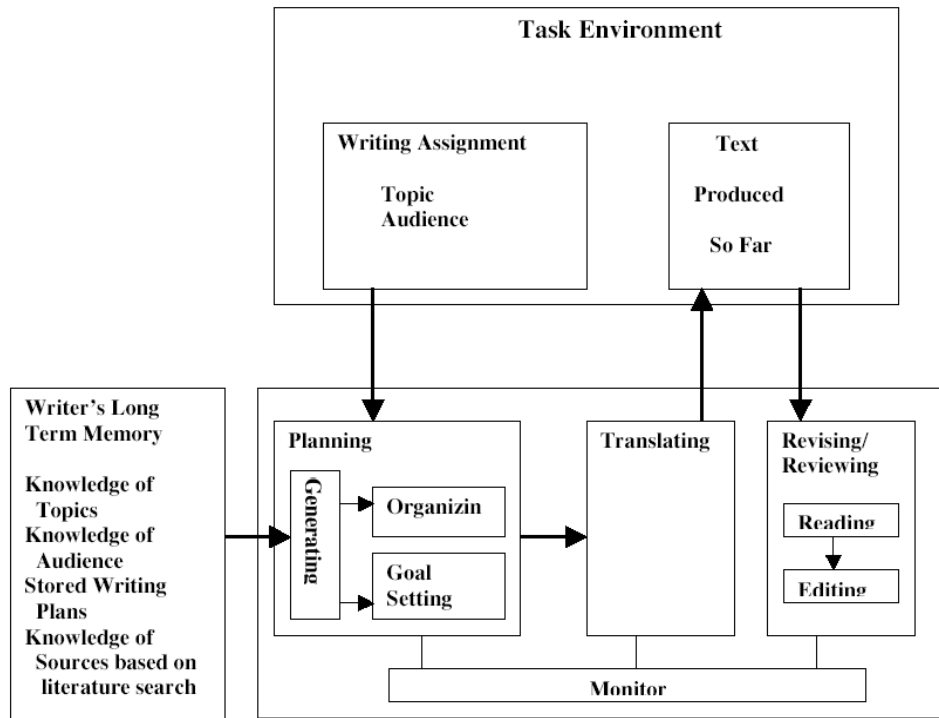 Task Environment
Writing Assignment
Topic
Audience
Text
Produced
So Far
Writer's Long
Term Memory
Knowledge of
Topics
Knowledge of
Audience
Stored Writing
Plans
Knowledge of
Sources based on
literature search
Planning
Generating
Organizin
Goal
Setting
Translating
Revising/
Reviewing
Reading
Editing
Monitor